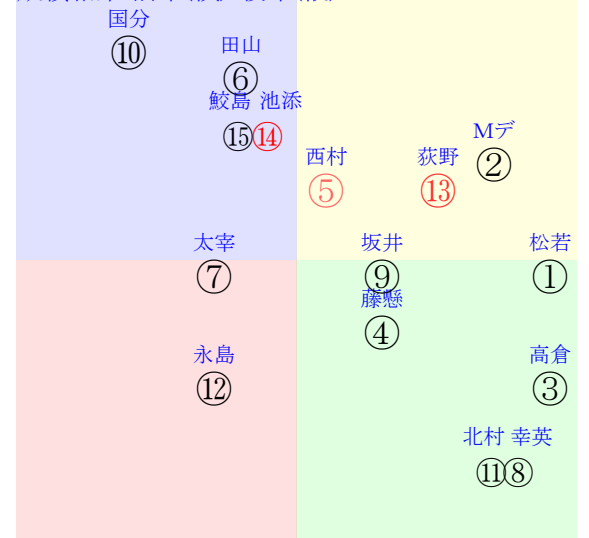 国分
⑩
田山
⑥
鮫島 池添
⑮⑭
Mデ
②
西村
⑤
荻野
⑬
太宰
⑦
坂井
⑨
松若
①
藤懸
④
永島
⑫
高倉
③
北村 幸英
⑪⑧